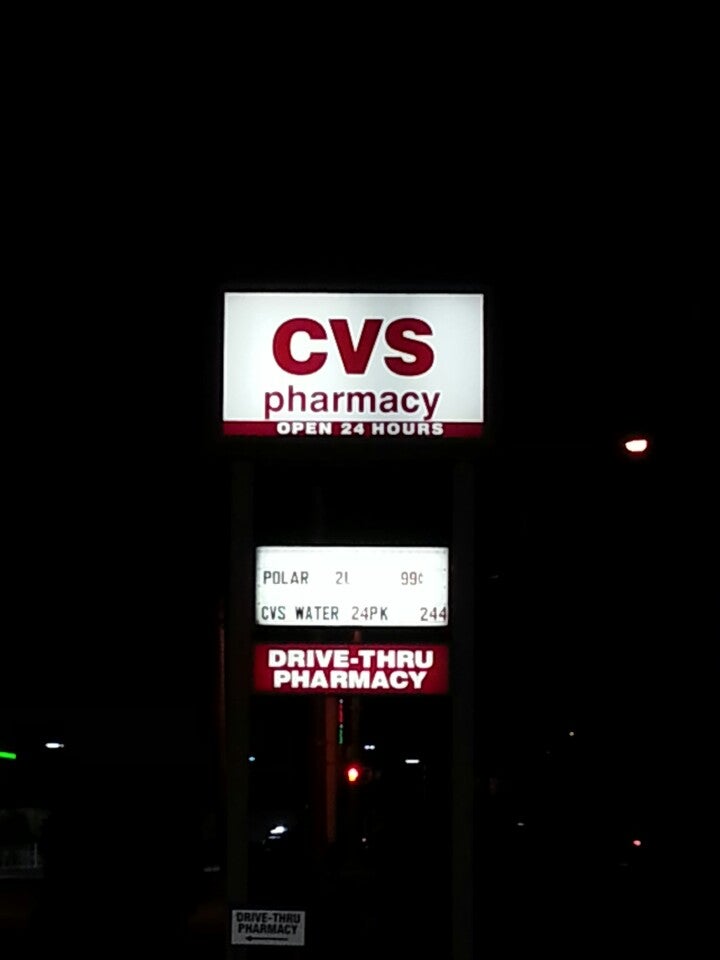 CVS
pharmacy
OPEN 24 HOURS
POLAR 2L 99¢
CVS WATER 24PK 244
DRIVE-THRU
PHARMACY
DRIVE-THRU
PHARMACY